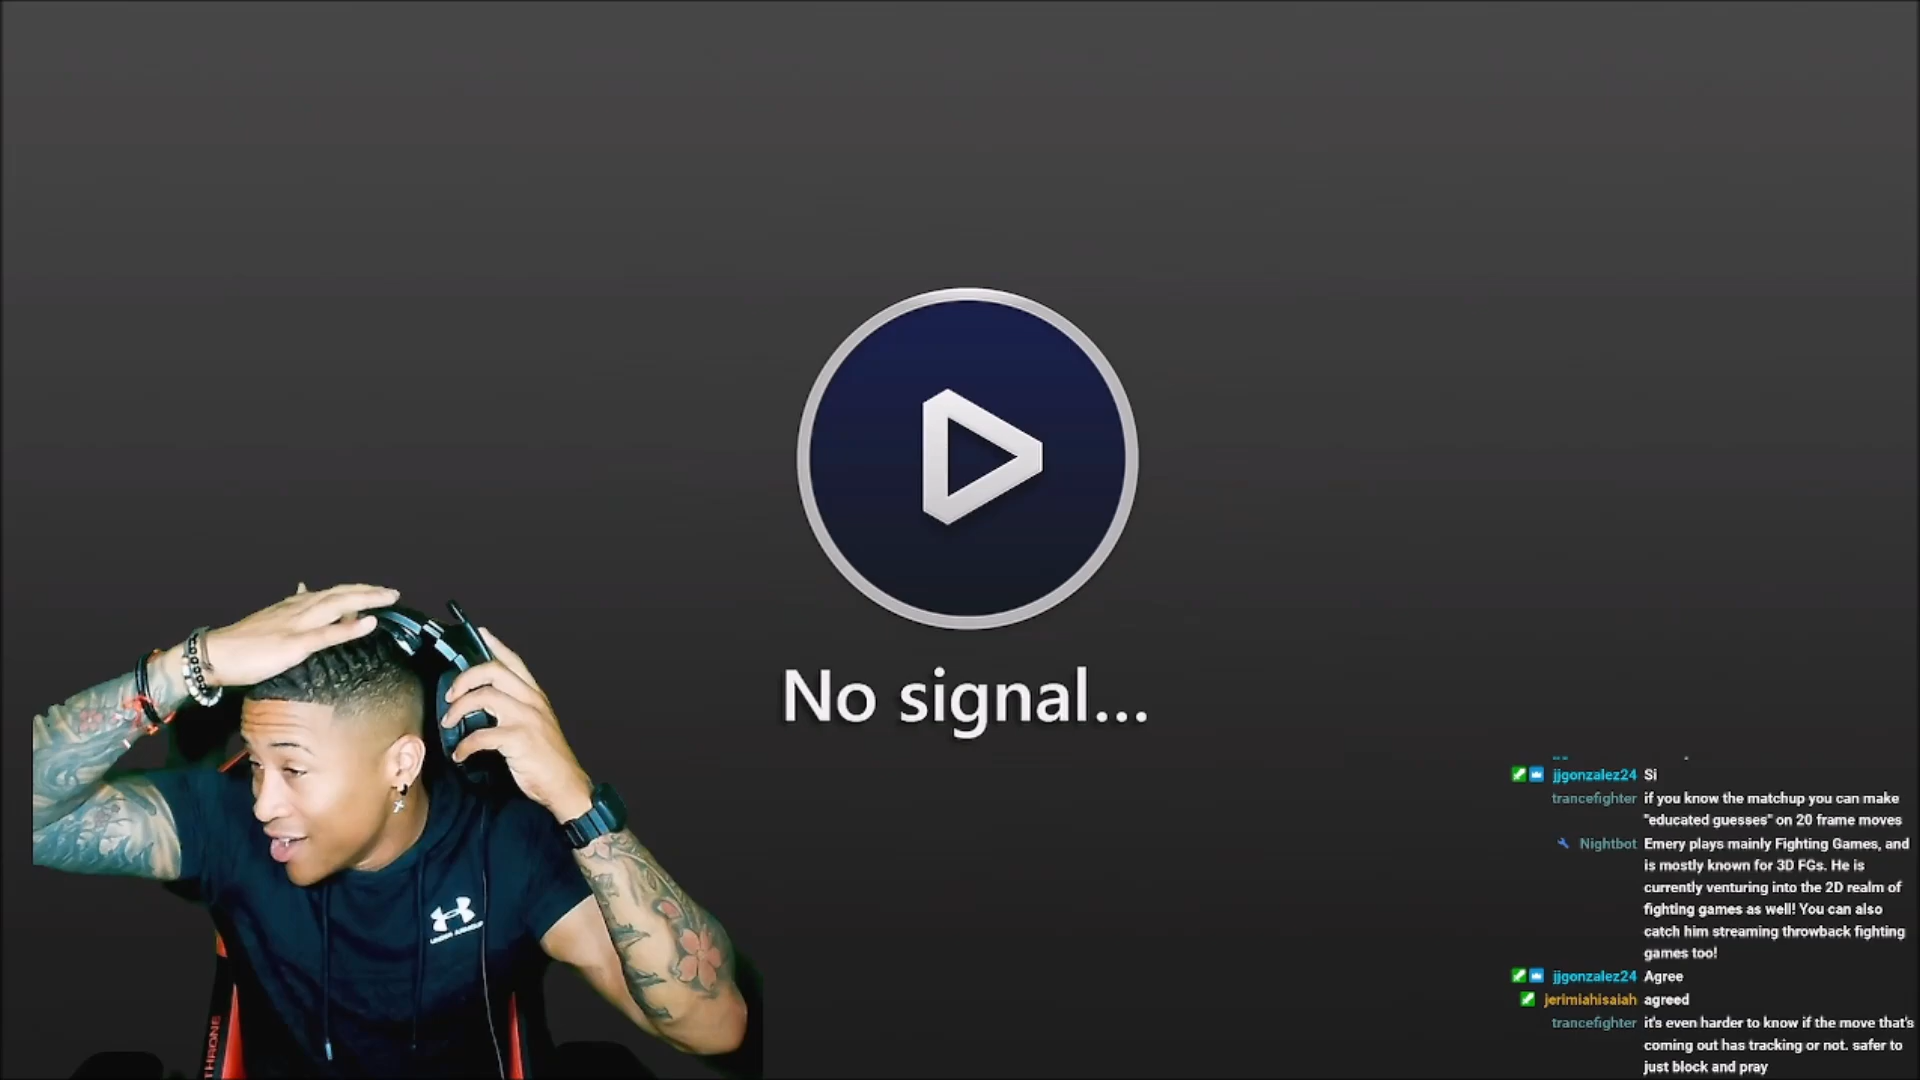 No signal...
jjgonzalez24 Si
trancefighter if you know the matchup you can make
"educated guesses" on 20 frame moves
Nightbot Emery plays mainly Fighting Games, and
is mostly known for 3D FGs. He is
currently venturing into the 2D realm of
fighting games as well! You can also
catch him streaming throwback fighting
games too!
jjgonzalez24 Agree
jerimiahisaiah agreed
trancefighter it's even harder to know if the move that's
coming out has tracking or not. safer to
just block and pray
UNDER ARMOUR
THRONE